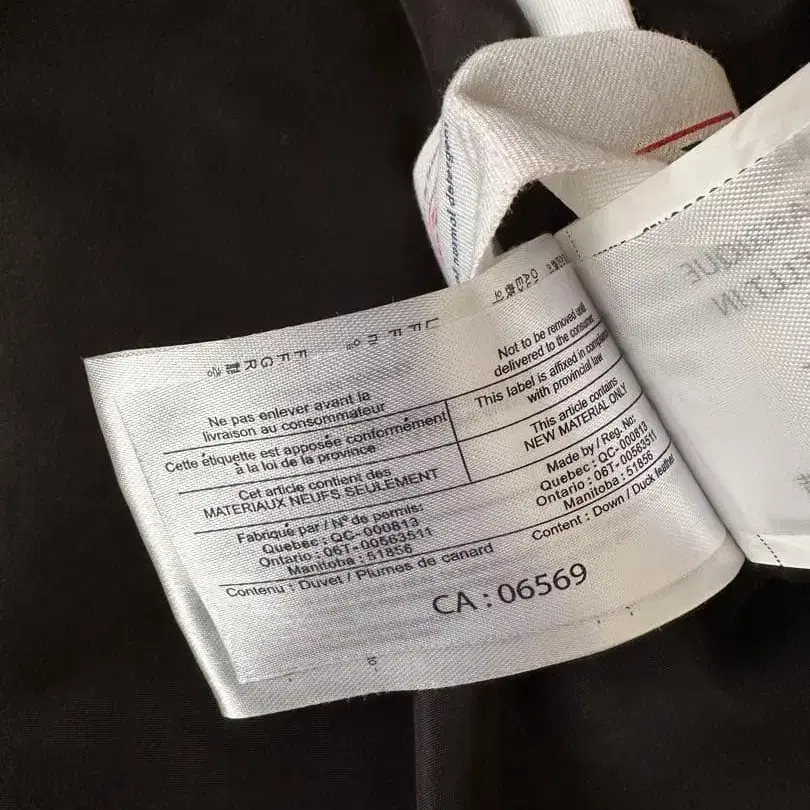 Ne pas enlever avant la
livraison au consommateur
Cette étiquette est apposée conformément
à la loi de la province
Cet article contient des
MATERIAUX NEUFS SEULEMENT
Fabriqué par / Nº de permis:
Quebec : QC-000813
Ontario : 06T-00563511
Manitoba : 51856
Contenu : Duvet / Plumes de canard
Not to be removed until
delivered to the consumer
This label is affixed in compliance
with provincial law
This article contains
NEW MATERIAL ONLY
Made by / Reg. No:
Quebec : QC-000813
Ontario : 06T-00563511
Manitoba : 51856
Content : Down / Duck feather
CA : 06569
normal detergent